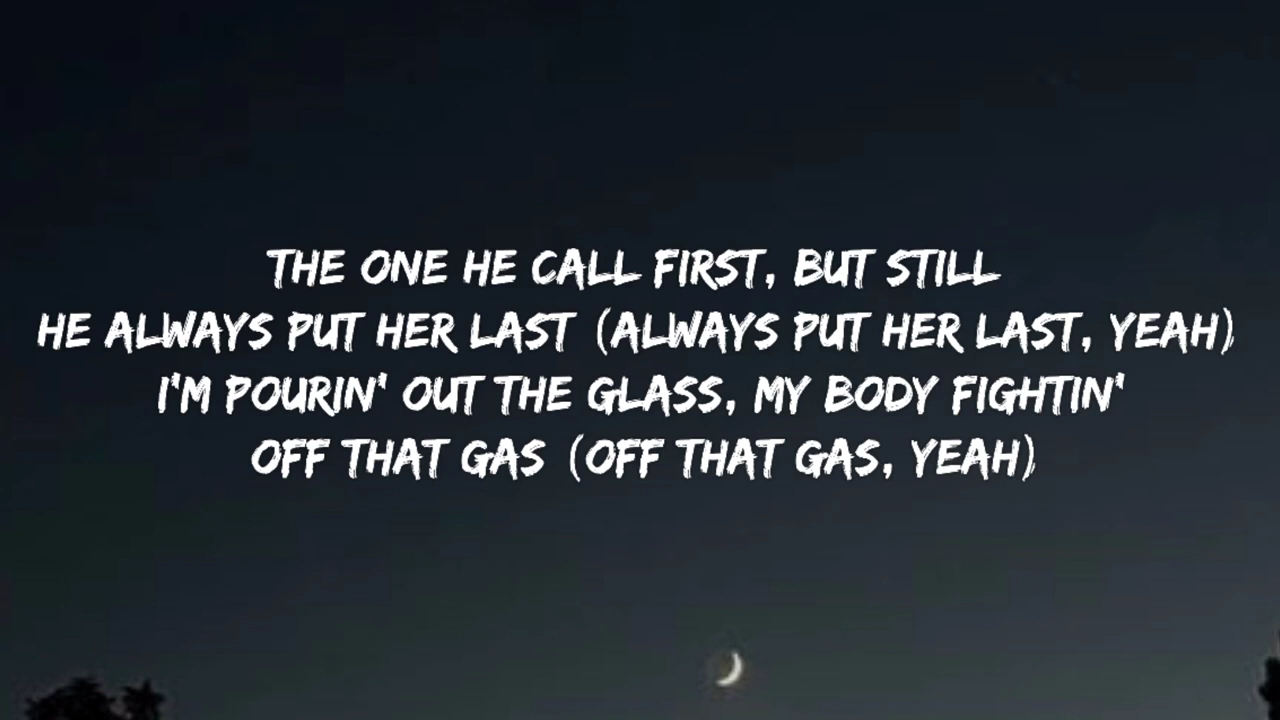 THE ONE HE CALL FIRST, BUT STILL
HE ALWAYS PUT HER LAST (ALWAYS PUT HER LAST, YEAH)
I'M POURIN' OUT THE GLASS, MY BODY FIGHTIN'
OFF THAT GAS (OFF THAT GAS, YEAH)